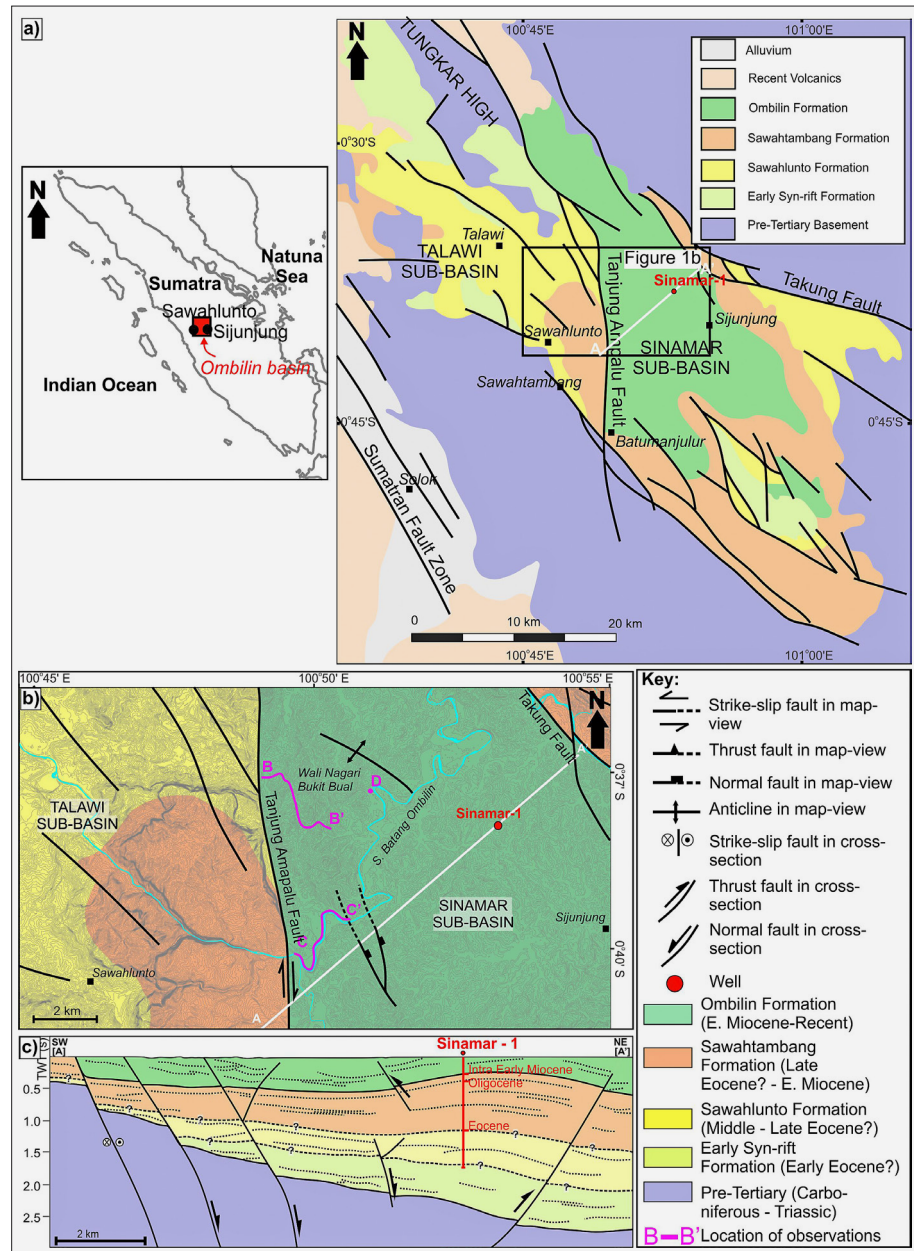 a)
N
Sumatra
Natuna
Sea
Sawahlunto
Sijunjung
Ombilin basin
Indian Ocean
100°45'E
101°00'E
N
TUNGKAR HIGH
0°30'S
Alluvium
Recent Volcanics
Ombilin Formation
Sawahtambang Formation
Sawahlunto Formation
Early Syn-rift Formation
Pre-Tertiary Basement
Talawi
TALAWI
SUB-BASIN
Figure 1b
A'
Sinamar-1
Takung Fault
Tanjung Amapalu Fault
Sawahlunto
A
Sijunjung
SINAMAR
SUB-BASIN
Sawahtambang
0°45'S
0°45'S
Batumanjulur
Solok
Sumatran Fault Zone
0
10 km
20 km
100°45'E
101°00'E
b)
100°45'E
100°50'
100°55'
N
Takung Fault
A'
B
Wali Nagari
Bukit Bual
D
0°37'S
TALAWI
SUB-BASIN
Tanjung Amapalu Fault
B'
S. Batang Ombilin
Sinamar-1
C'
C
SINAMAR
SUB-BASIN
Sijunjung
0°40'S
Sawahlunto
2 km
A
Key:
Strike-slip fault in map-
view
Thrust fault in map-view
Normal fault in map-view
Anticline in map-view
Strike-slip fault in cross-
section
Thrust fault in cross-
section
Normal fault in cross-
section
Well
Ombilin Formation
(E. Miocene-Recent)
Sawahtambang
Formation (Late
Eocene? - E. Miocene)
Sawahlunto Formation
(Middle - Late Eocene?)
Early Syn-rift
Formation (Early Eocene?)
Pre-Tertiary (Carbo-
niferous - Triassic)
B B' Location of observations
c)
SW
[A]
Sinamar - 1
NE
[A']
TWT(S)
Intra Early Miocene
Oligocene
Eocene
0.5
1.0
1.5
2.0
2.5
? ? ? ? ? ? ? ? ?
2 km